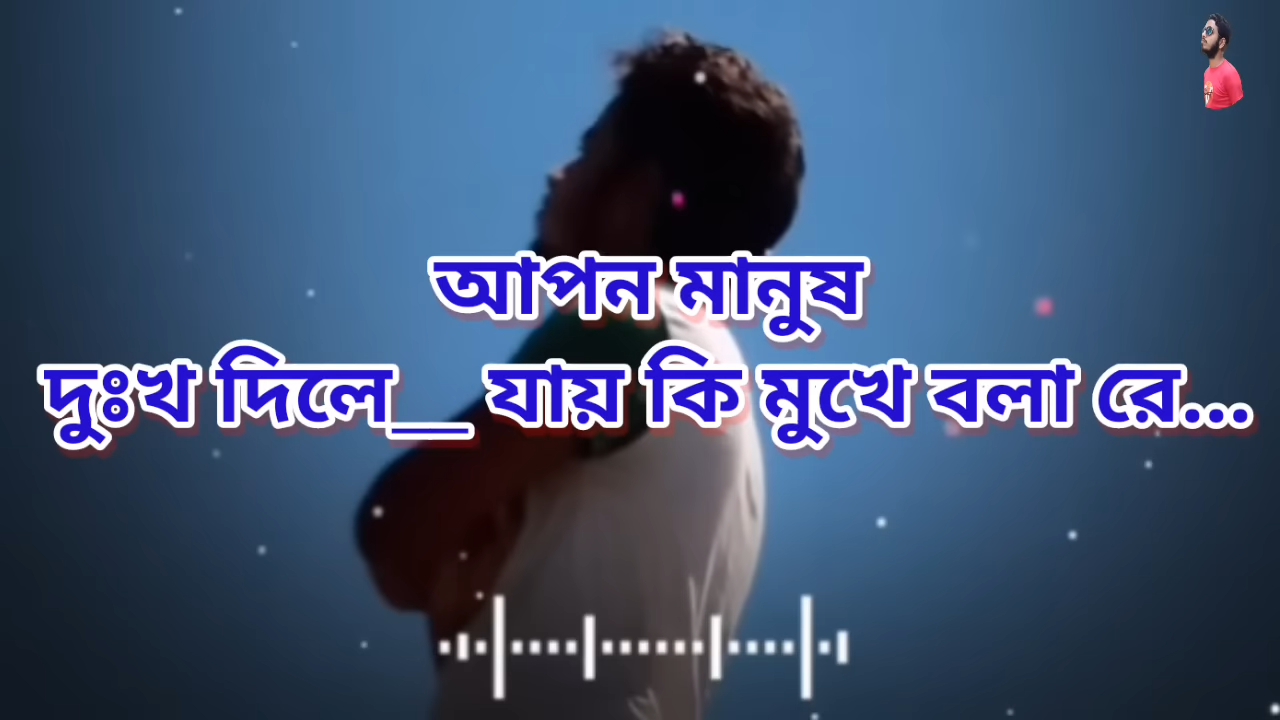 আপন মানুষ
দুঃখ দিলে__ যায় কি মুখে বলা রে...